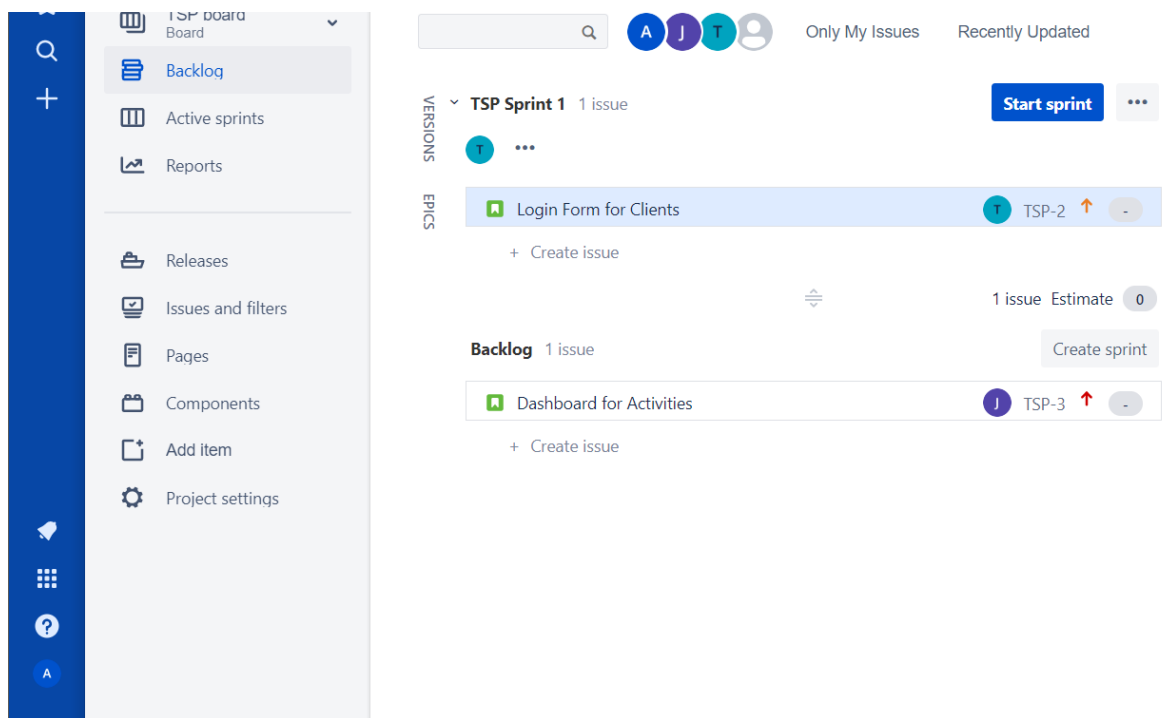 TSP board
Board
Backlog
Active sprints
Reports
Releases
Issues and filters
Pages
Components
Add item
Project settings
A
A J T
Only My Issues
Recently Updated
VERSIONS
EPICS
TSP Sprint 1 1 issue
Start sprint
T
Login Form for Clients
T TSP-2 -
+ Create issue
1 issue Estimate 0
Backlog 1 issue
Create sprint
Dashboard for Activities
J TSP-3 -
+ Create issue